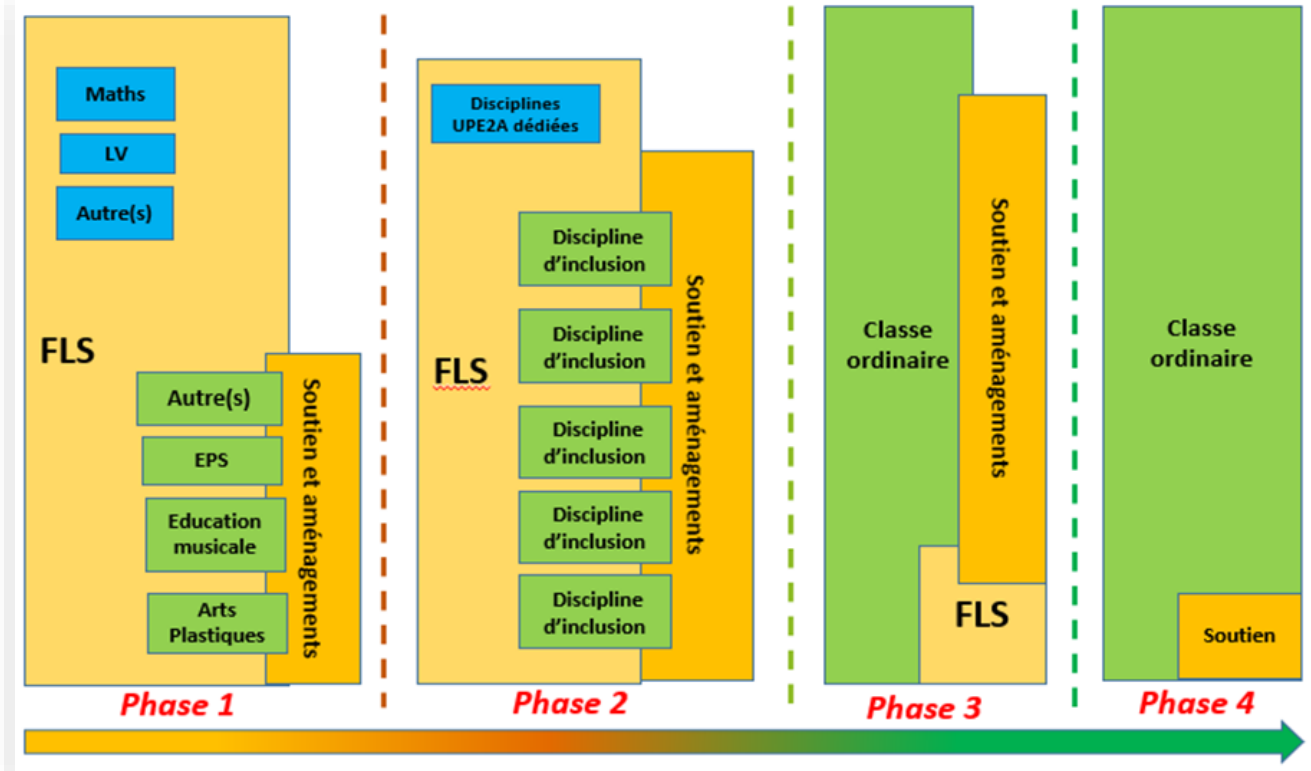 Maths
LV
Autre(s)
FLS
Autre(s)
EPS
Education
musicale
Arts
Plastiques
Soutien et aménagements
Phase 1
Disciplines
UPE2A dédiées
FLS
Discipline
d'inclusion
Discipline
d'inclusion
Discipline
d'inclusion
Discipline
d'inclusion
Discipline
d'inclusion
Soutien et aménagements
Phase 2
Classe
ordinaire
Soutien et aménagements
FLS
Phase 3
Classe
ordinaire
Soutien
Phase 4